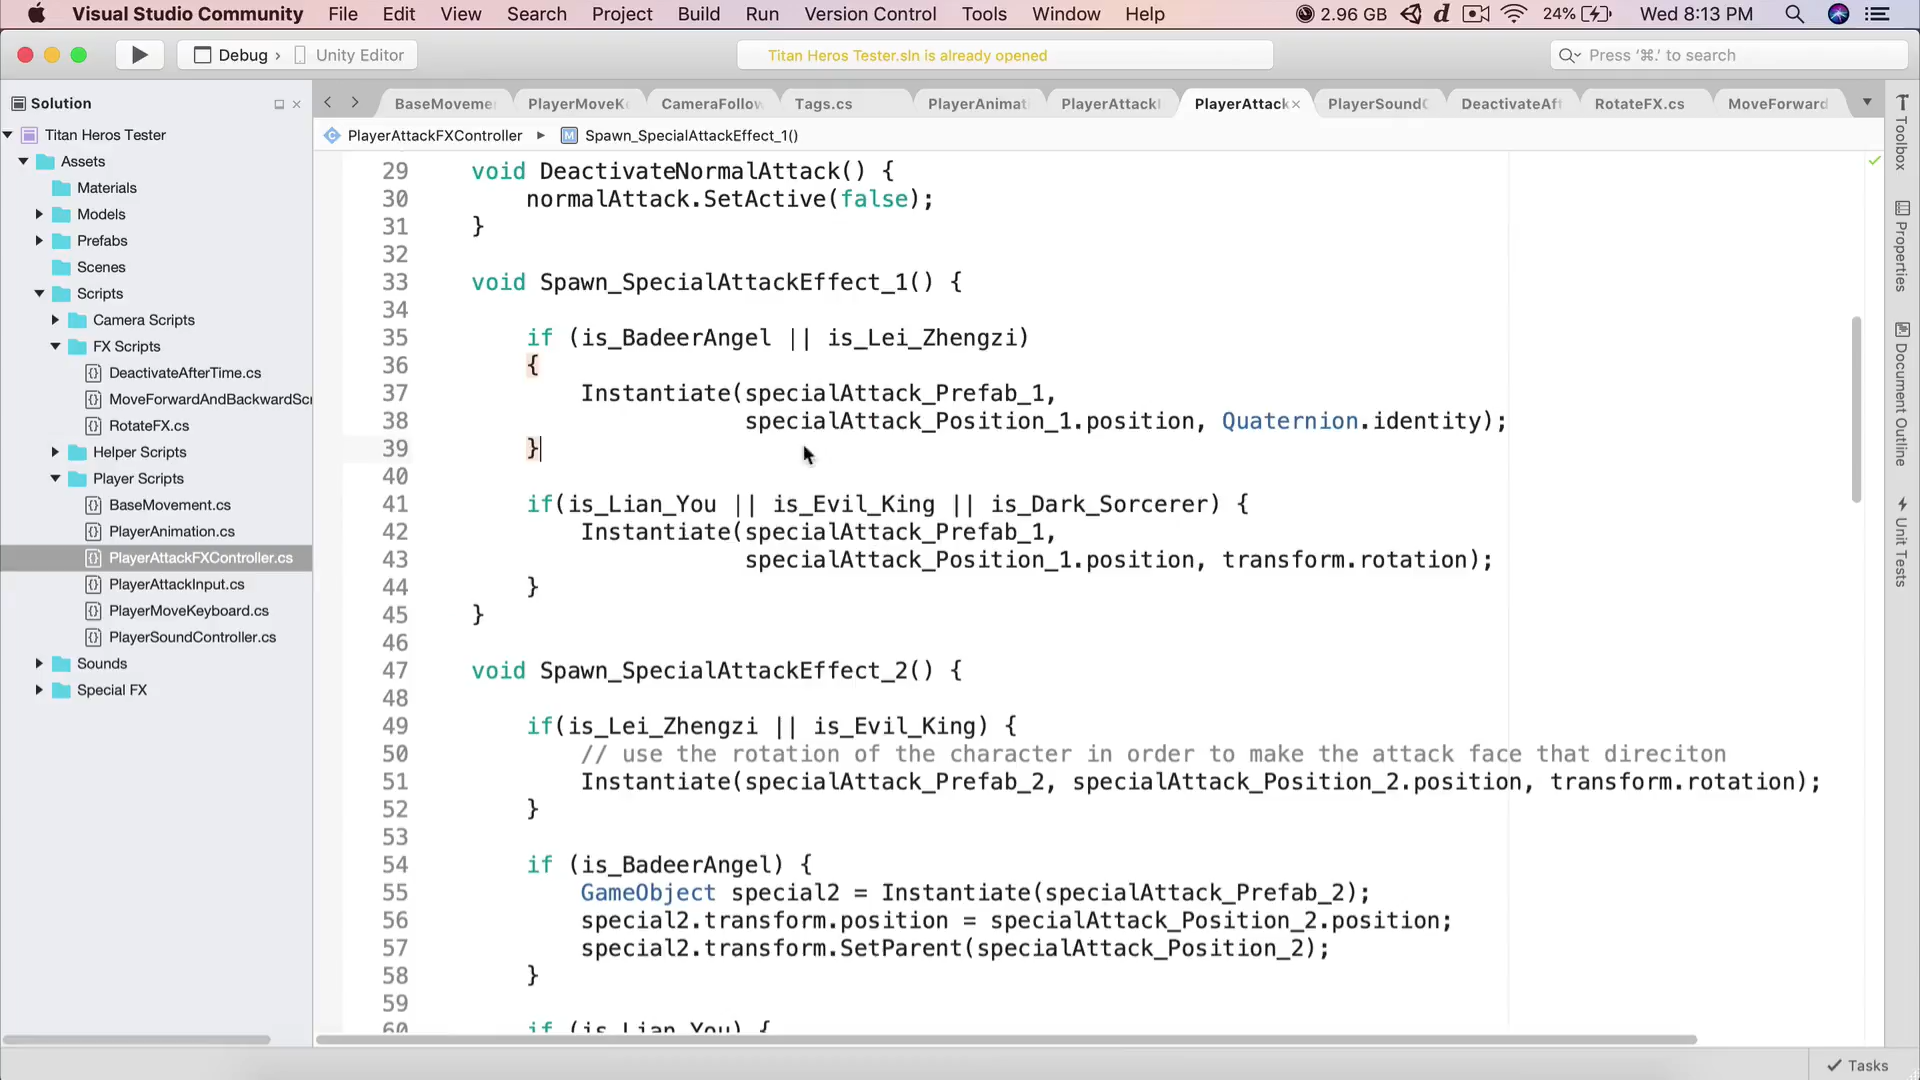 Visual Studio Community File Edit View Search Project Build Run Version Control Tools Window Help 2.96 GB 24% Wed 8:13 PM
Debug › Unity Editor Titan Heros Tester.sln is already opened Press '⌘.' to search
Solution
Titan Heros Tester
Assets
Materials
Models
Prefabs
Scenes
Scripts
Camera Scripts
FX Scripts
DeactivateAfterTime.cs
MoveForwardAndBackwardScr
RotateFX.cs
Helper Scripts
Player Scripts
BaseMovement.cs
PlayerAnimation.cs
PlayerAttackFXController.cs
PlayerAttackInput.cs
PlayerMoveKeyboard.cs
PlayerSoundController.cs
Sounds
Special FX
BaseMoveme PlayerMoveK CameraFollow Tags.cs PlayerAnimat PlayerAttackI PlayerAttack PlayerSoundC DeactivateAft RotateFX.cs MoveForward
PlayerAttackFXController Spawn_SpecialAttackEffect_1()
29 void DeactivateNormalAttack() {
30 normalAttack.SetActive(false);
31 }
32
33 void Spawn_SpecialAttackEffect_1() {
34
35 if (is_BadeerAngel || is_Lei_Zhengzi)
36 {
37 Instantiate(specialAttack_Prefab_1,
38 specialAttack_Position_1.position, Quaternion.identity);
39 }
40
41 if(is_Lian_You || is_Evil_King || is_Dark_Sorcerer) {
42 Instantiate(specialAttack_Prefab_1,
43 specialAttack_Position_1.position, transform.rotation);
44 }
45 }
46
47 void Spawn_SpecialAttackEffect_2() {
48
49 if(is_Lei_Zhengzi || is_Evil_King) {
50 // use the rotation of the character in order to make the attack face that direciton
51 Instantiate(specialAttack_Prefab_2, specialAttack_Position_2.position, transform.rotation);
52 }
53
54 if (is_BadeerAngel) {
55 GameObject special2 = Instantiate(specialAttack_Prefab_2);
56 special2.transform.position = specialAttack_Position_2.position;
57 special2.transform.SetParent(specialAttack_Position_2);
58 }
59
60 if (is_Lian_You) {
Toolbox
Properties
Document Outline
Unit Tests
Tasks